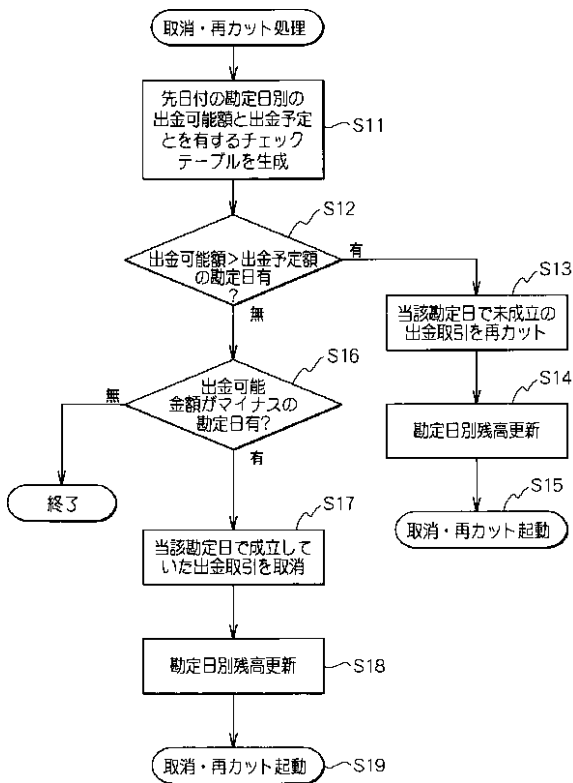 取消・再カット処理
先日付の勘定日別の
出金可能額と出金予定
とを有するチェック
テーブルを生成
S11
S12
出金可能額>出金予定額
の勘定日有
?
有
無
S13
当該勘定日で未成立の
出金取引を再カット
S14
勘定日別残高更新
S15
取消・再カット起動
S16
出金可能
金額がマイナスの
勘定日有?
無
有
終了
S17
当該勘定日で成立して
いた出金取引を取消
勘定日別残高更新
S18
取消・再カット起動
S19